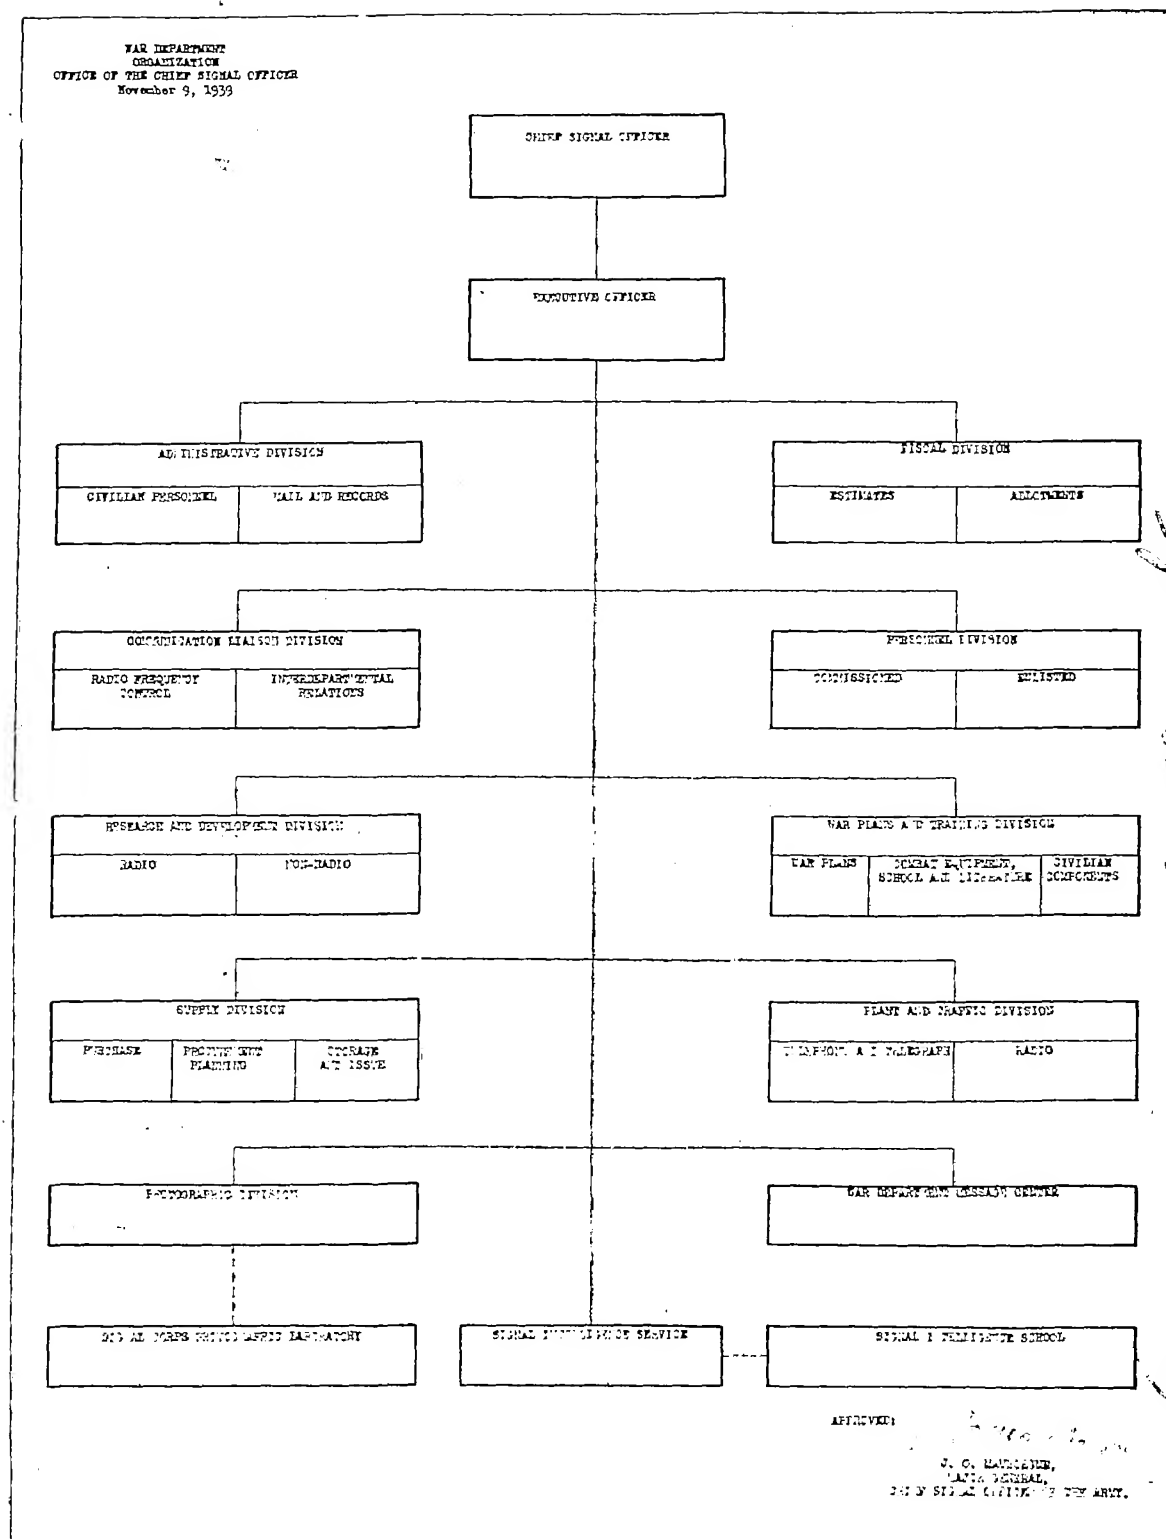 WAR DEPARTMENT
ORGANIZATION
OFFICE OF THE CHIEF SIGNAL OFFICER
November 9, 1939
CHIEF SIGNAL OFFICER
EXECUTIVE OFFICER
ADMINISTRATIVE DIVISION
CIVILIAN PERSONNEL
MAIL AND RECORDS
FISCAL DIVISION
ESTIMATES
ALLOTMENTS
COMMUNICATION LIAISON DIVISION
RADIO FREQUENCY
CONTROL
INTERDEPARTMENTAL
RELATIONS
PERSONNEL DIVISION
COMMISSIONED
ENLISTED
RESEARCH AND DEVELOPMENT DIVISION
RADIO
NON-RADIO
WAR PLANS AND TRAINING DIVISION
WAR PLANS
COMBAT EQUIPMENT,
SCHOOL AND LITERATURE
CIVILIAN
COMPONENTS
SUPPLY DIVISION
PURCHASE
PROCUREMENT
PLANNING
STORAGE
AND ISSUE
PLANT AND TRAFFIC DIVISION
TELEPHONE AND TELEGRAPH
RADIO
PHOTOGRAPHIC DIVISION
WAR DEPARTMENT MESSAGE CENTER
SIGNAL CORPS PHOTOGRAPHIC LABORATORY
SIGNAL INTELLIGENCE SERVICE
SIGNAL INTELLIGENCE SCHOOL
APPROVED:
J. O.
MAJOR GENERAL,
CHIEF SIGNAL OFFICER OF THE ARMY.